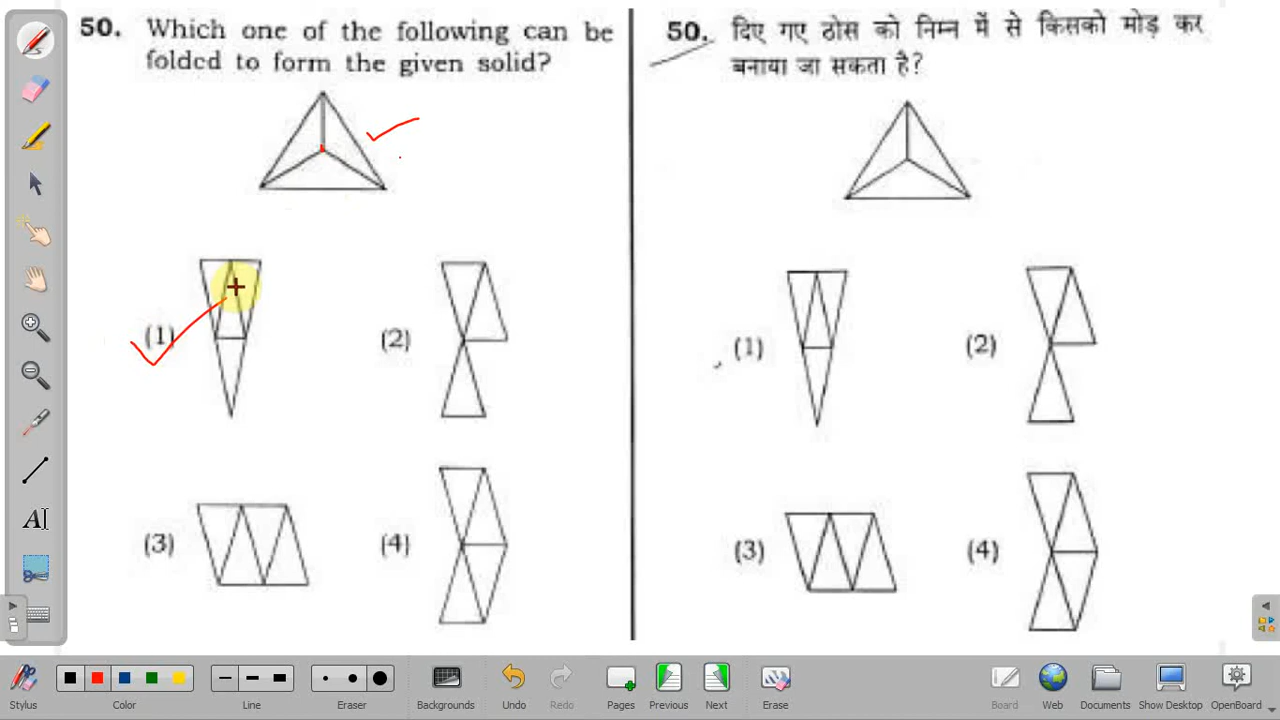 50. Which one of the following can be
folded to form the given solid?
(1)
(2)
(3)
(4)
50. दिए गए ठोस को निम्न में से किसको मोड़ कर
बनाया जा सकता है?
(1)
(2)
(3)
(4)
AI
Stylus
Color
Line
Eraser
Backgrounds
Undo
Redo
Pages
Previous
Next
Erase
Board
Web
Documents
Show Desktop
OpenBoard